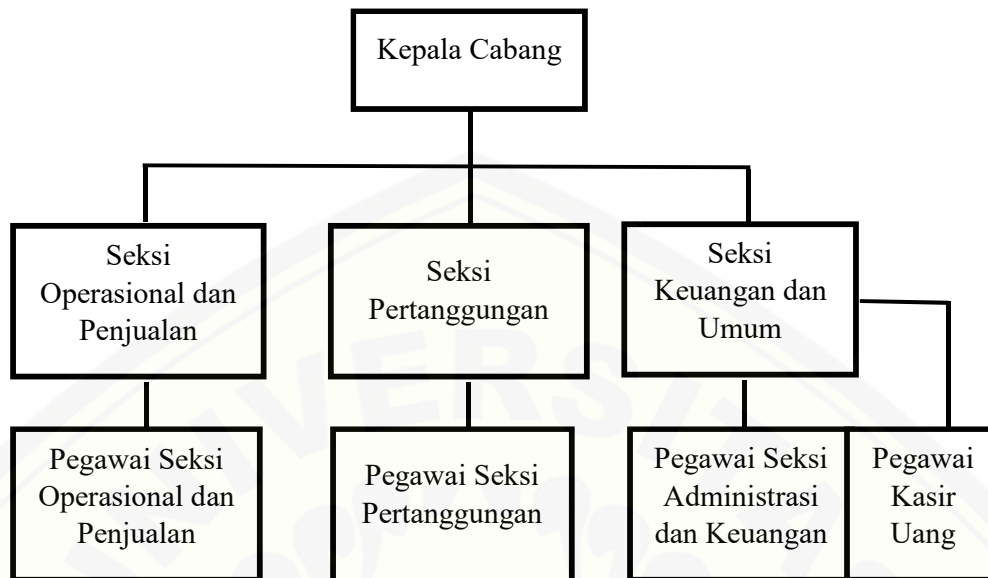 Kepala Cabang
Seksi
Operasional dan
Penjualan
Seksi
Pertanggungan
Seksi
Keuangan dan
Umum
Pegawai Seksi
Operasional dan
Penjualan
Pegawai Seksi
Pertanggungan
Pegawai Seksi
Administrasi
dan Keuangan
Pegawai
Kasir
Uang